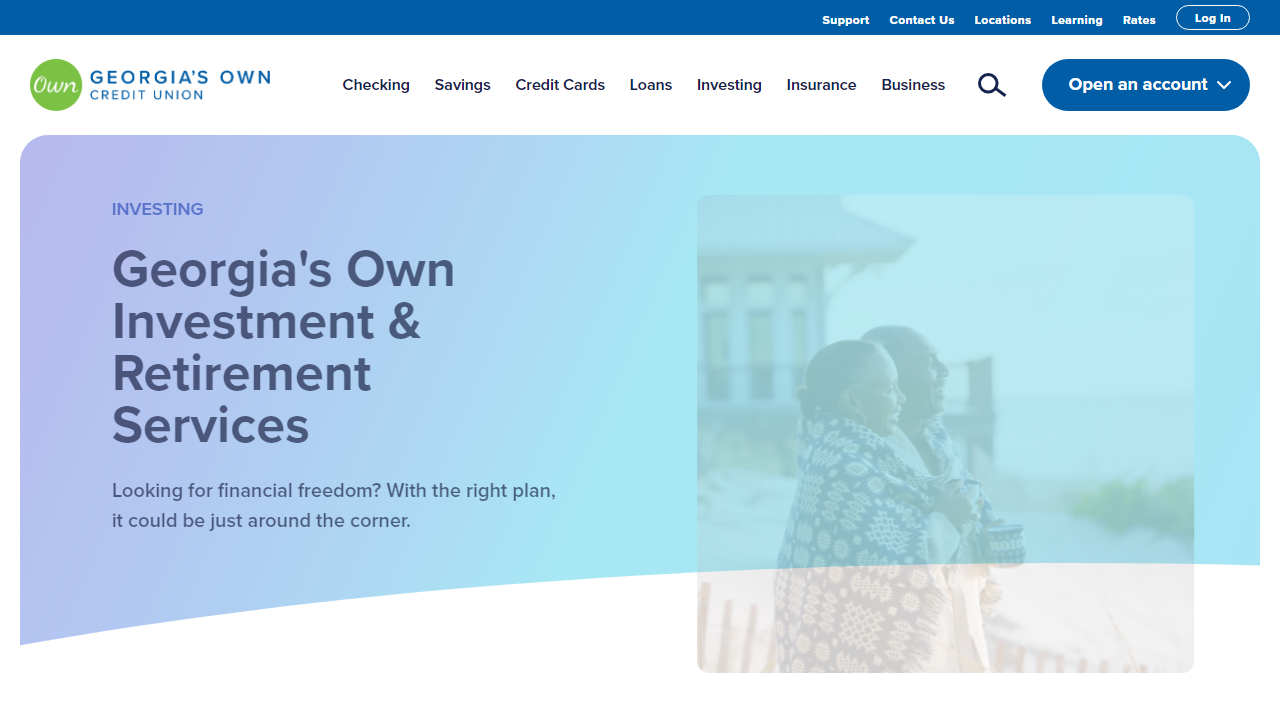 Support Contact Us Locations Learning Rates Log In
Own GEORGIA'S OWN
CREDIT UNION
Checking Savings Credit Cards Loans Investing Insurance Business Open an account
INVESTING
Georgia's Own
Investment &
Retirement
Services
Looking for financial freedom? With the right plan,
it could be just around the corner.